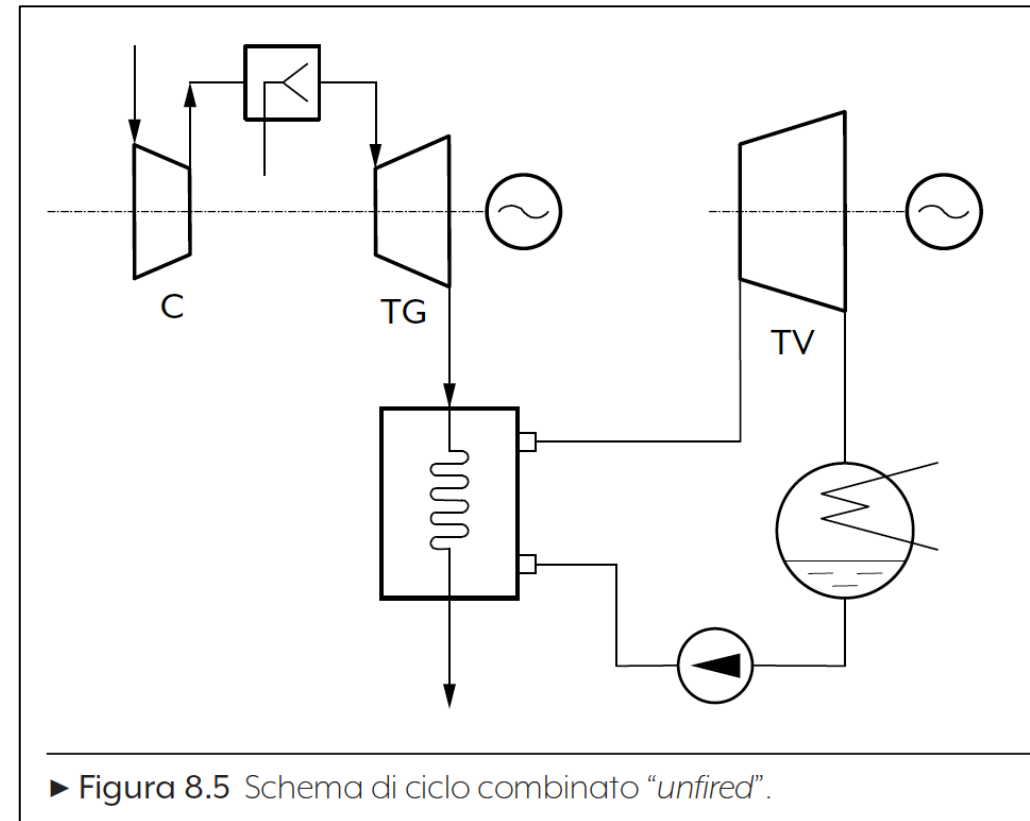 C
TG
TV
► Figura 8.5 Schema di ciclo combinato “unfired”.